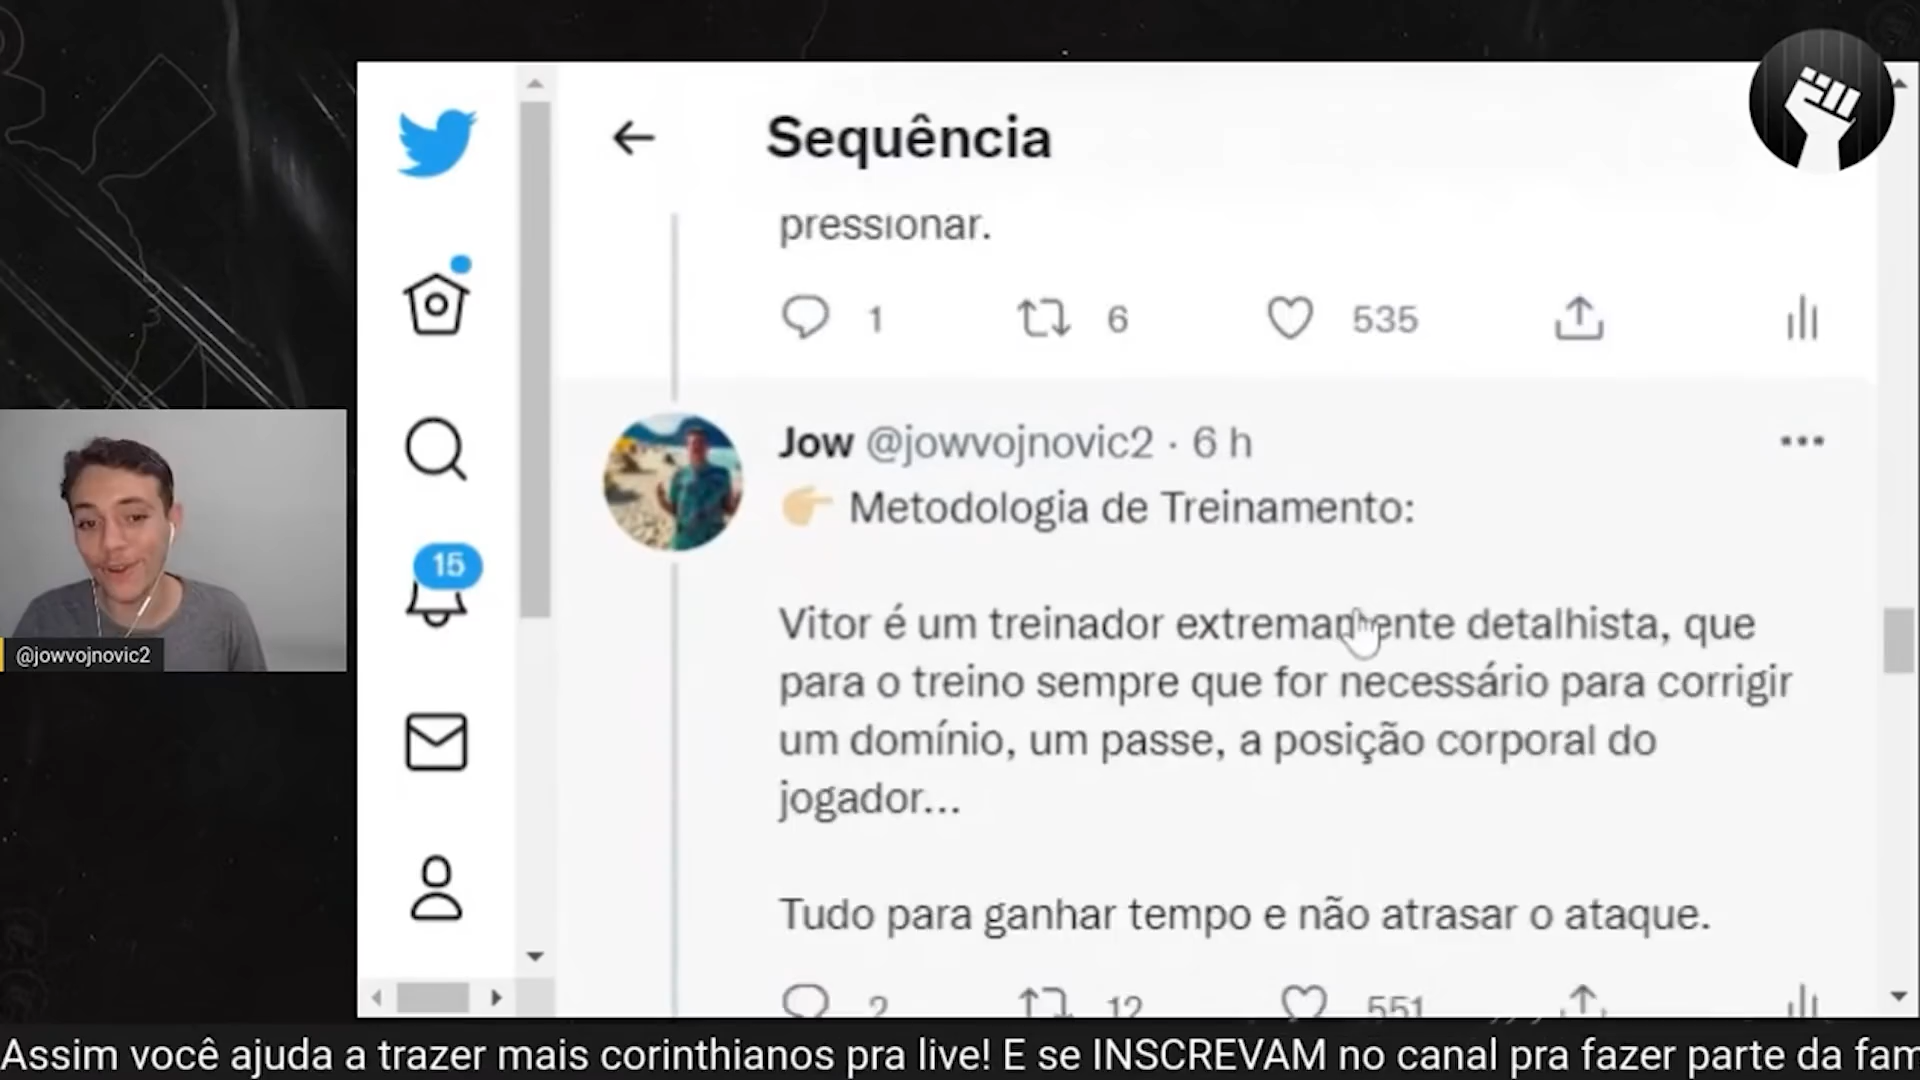 Sequência
pressionar.
1 6 535
Jow @jowvojnovic2 · 6 h
👉 Metodologia de Treinamento:
Vitor é um treinador extremamente detalhista, que
para o treino sempre que for necessário para corrigir
um domínio, um passe, a posição corporal do
jogador...
Tudo para ganhar tempo e não atrasar o ataque.
2 12 551
15
@jowvojnovic2
Assim você ajuda a trazer mais corinthianos pra live! E se INSCREVAM no canal pra fazer parte da fam